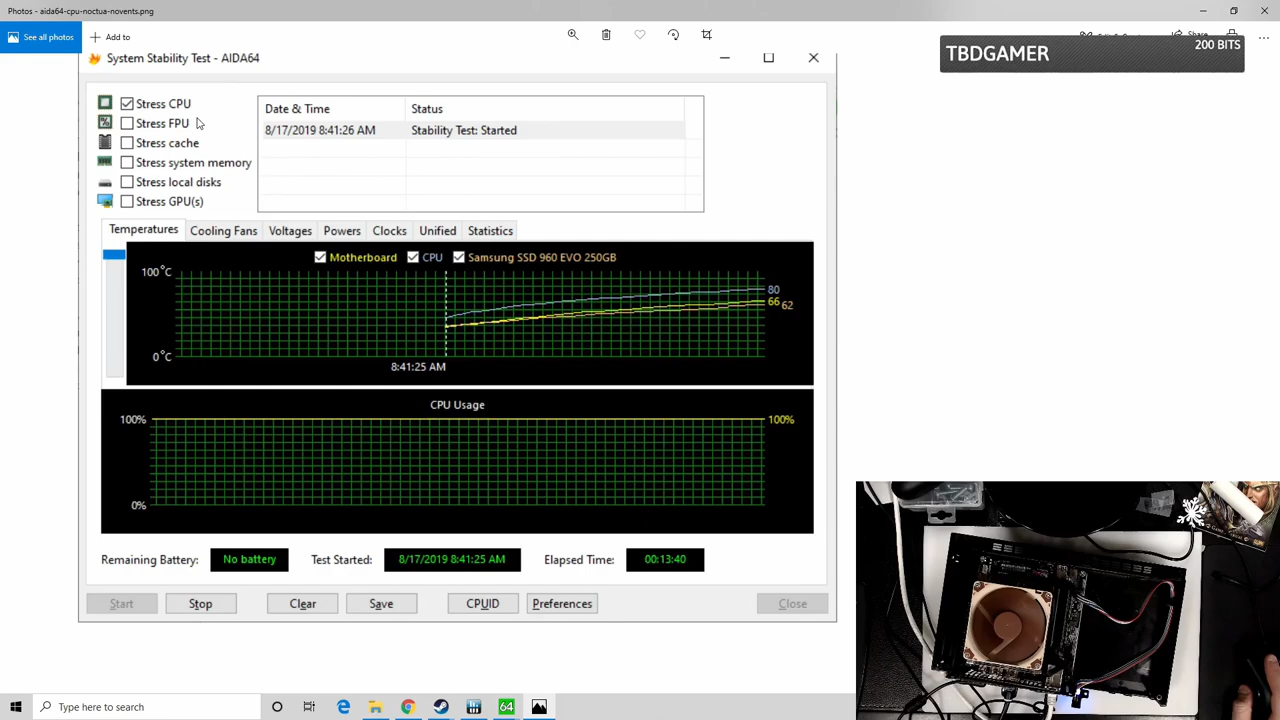 Photos - aida64-cpu-noctua-novents.png
See all photos
Add to
TBDGAMER
200 BITS
System Stability Test - AIDA64
Stress CPU
Stress FPU
Stress cache
Stress system memory
Stress local disks
Stress GPU(s)
Date & Time Status
8/17/2019 8:41:26 AM Stability Test: Started
Temperatures Cooling Fans Voltages Powers Clocks Unified Statistics
Motherboard CPU Samsung SSD 960 EVO 250GB
100°C
80
66
62
0°C
8:41:25 AM
CPU Usage
100% 100%
0%
Remaining Battery: No battery Test Started: 8/17/2019 8:41:25 AM Elapsed Time: 00:13:40
Start Stop Clear Save CPUID Preferences Close
Type here to search
64